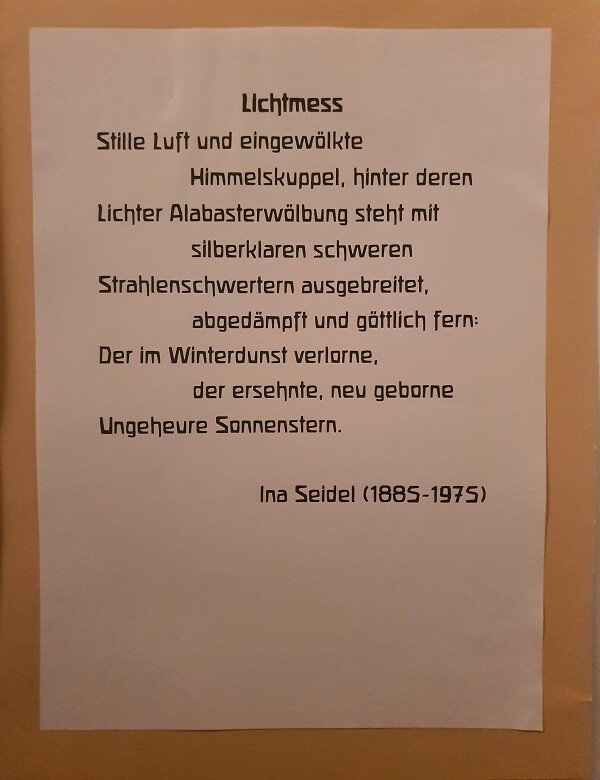 Lichtmess
Stille Luft und eingewölkte
Himmelskuppel, hinter deren
Lichter Alabasterwölbung steht mit
silberklaren schweren
Strahlenschwertern ausgebreitet,
abgedämpft und göttlich fern:
Der im Winterdunst verlorne,
der ersehnte, neu geborne
Ungeheure Sonnenstern.
Ina Seidel (1885-1975)